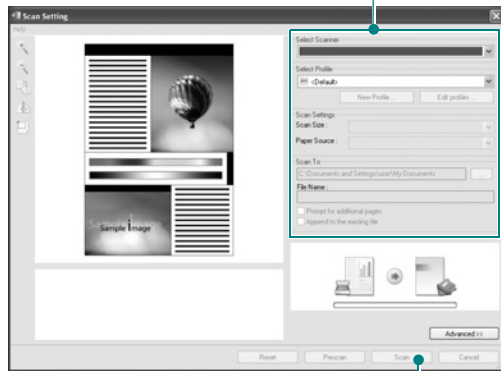 Scan Setting
Help
Select Scanner
Select Profile
<Default>
New Profile ...
Edit profiles ...
Scan Settings
Scan Size :
Paper Source :
Scan To
C:\Documents and Settings\user\My Documents
...
File Name :
Prompt for additional pages
Append to the existing file
Sample Image
Sample Image
Advanced >>
Reset
Prescan
Scan
Cancel